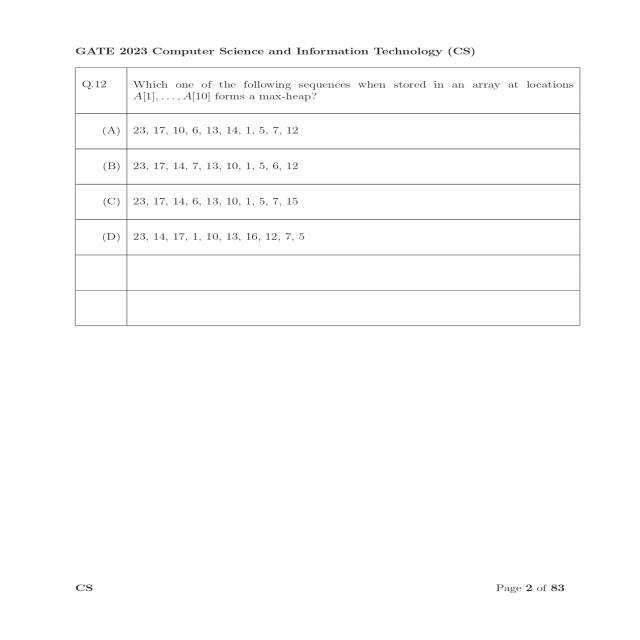 GATE 2023 Computer Science and Information Technology (CS)
Q.12 Which one of the following sequences when stored in an array at locations
A[1], . . . , A[10] forms a max-heap?
(A) 23, 17, 10, 6, 13, 14, 1, 5, 7, 12
(B) 23, 17, 14, 7, 13, 10, 1, 5, 6, 12
(C) 23, 17, 14, 6, 13, 10, 1, 5, 7, 15
(D) 23, 14, 17, 1, 10, 13, 16, 12, 7, 5
CS Page 2 of 83